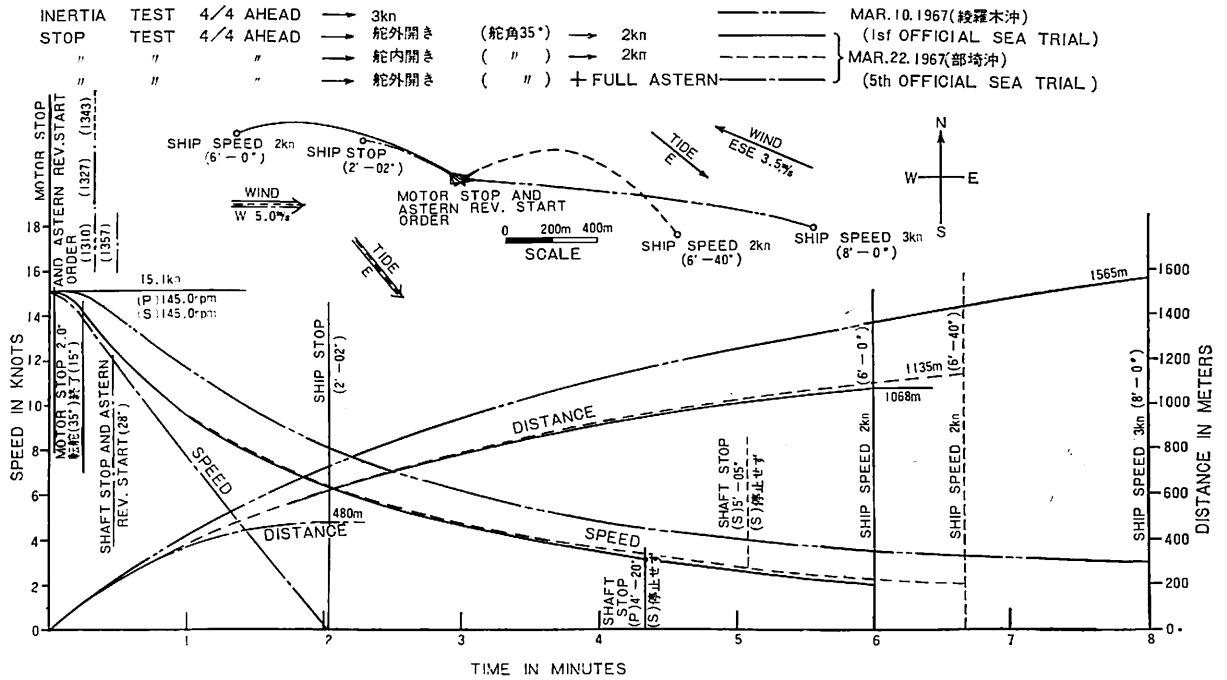 INERTIA TEST 4/4 AHEAD → 3kn MAR.10.1967(綾羅木沖)
STOP TEST 4/4 AHEAD → 舵外開き (舵角35°) → 2kn (1sf OFFICIAL SEA TRIAL)
〃 〃 〃 → 舵内開き ( 〃 ) → 2kn MAR.22.1967(部埼沖)
〃 〃 〃 → 舵外開き ( 〃 ) + FULL ASTERN (5th OFFICIAL SEA TRIAL)
MOTOR STOP
AND ASTERN REV. START
ORDER
(1310) (1327) (1343)
(1357)
SHIP SPEED 2kn
(6'-0")
SHIP STOP
(2'-02")
WIND
W 5.0m/s
MOTOR STOP AND
ASTERN REV. START
ORDER
TIDE
E
WIND
ESE 3.5m/s
N
W E
S
0 200m 400m
SCALE
SHIP SPEED 2kn
(6'-40")
SHIP SPEED 3kn
(8'-0")
TIDE
E
15.1kn
(P)145.0rpm
(S)145.0rpm
MOTOR STOP 2.0"
転舵(35°)終了(15")
SHAFT STOP AND ASTERN
REV. START(28")
SHIP STOP
(2'-02")
SPEED
DISTANCE
480m
DISTANCE
SPEED
SHAFT
STOP
(P)4'-20"
(S)停止せず
SHAFT STOP
(S)5'-05"
(S)停止せず
1565m
1135m
1068m
SHIP SPEED 2kn (6'-0")
SHIP SPEED 2kn (6'-40")
SHIP SPEED 3kn (8'-0")
SPEED IN KNOTS
18
16
14
12
10
8
6
4
2
0
1600
1400
1200
1000
800
600
400
200
0
DISTANCE IN METERS
1 2 3 4 5 6 7 8
TIME IN MINUTES